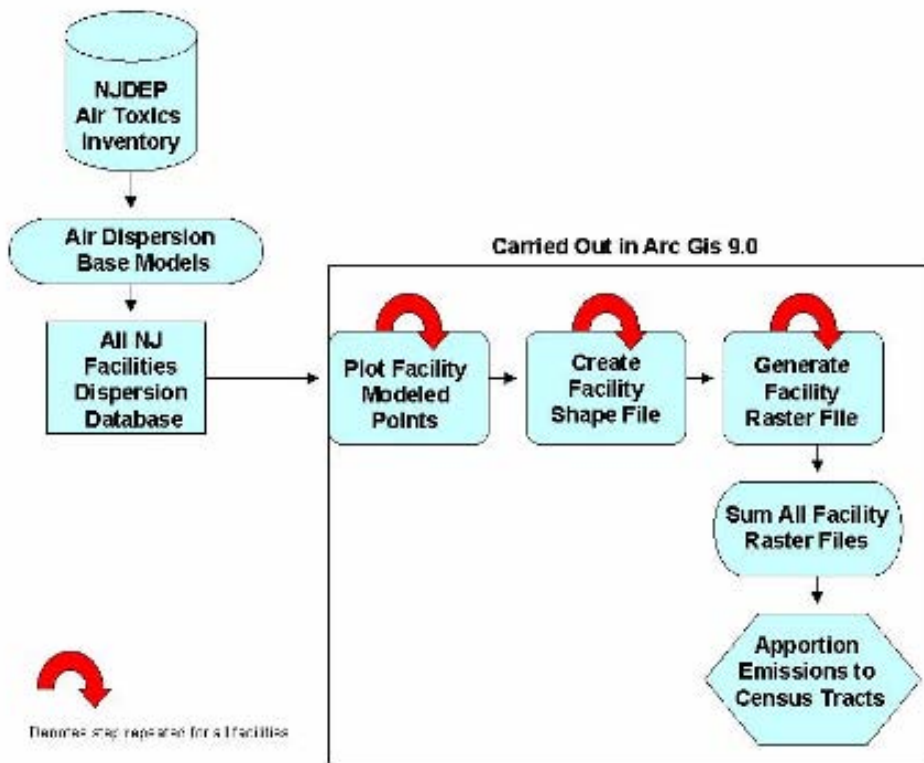 NJDEP
Air Toxics
Inventory
Air Dispersion
Base Models
All NJ
Facilities
Dispersion
Database
Carried Out in Arc Gis 9.0
Plot Facility
Modeled
Points
Create
Facility
Shape File
Generate
Facility
Raster File
Sum All Facility
Raster Files
Apportion
Emissions to
Census Tracts
Denotes step repeated for all facilities